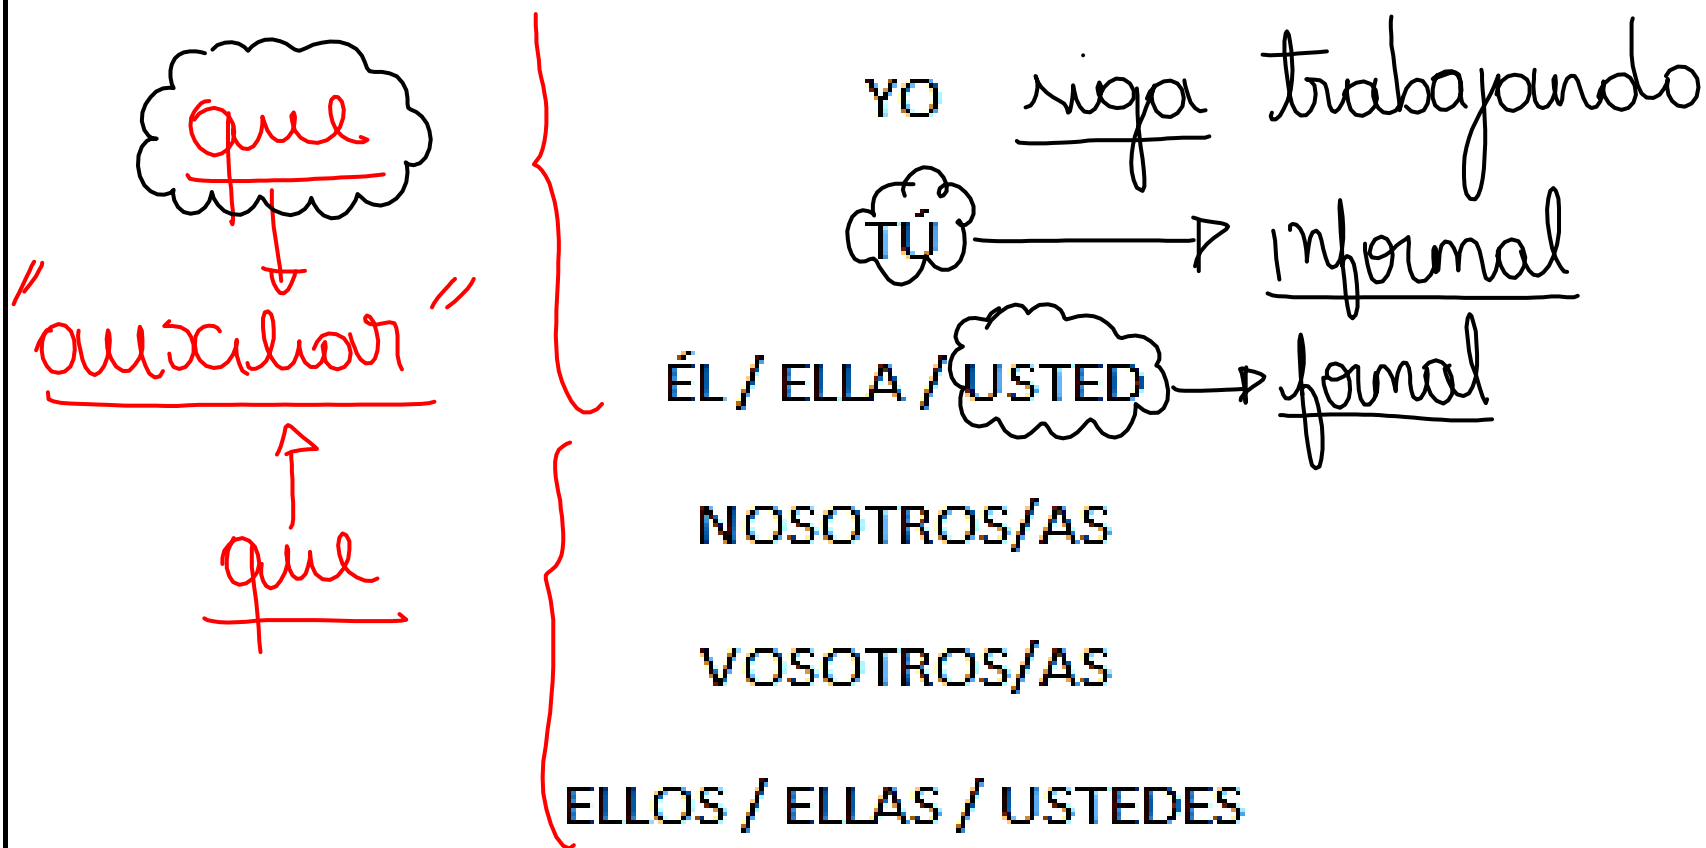 que
"auxiliar"
que
YO siga trabajando
TÚ informal
ÉL / ELLA / USTED formal
NOSOTROS/AS
VOSOTROS/AS
ELLOS / ELLAS / USTEDES